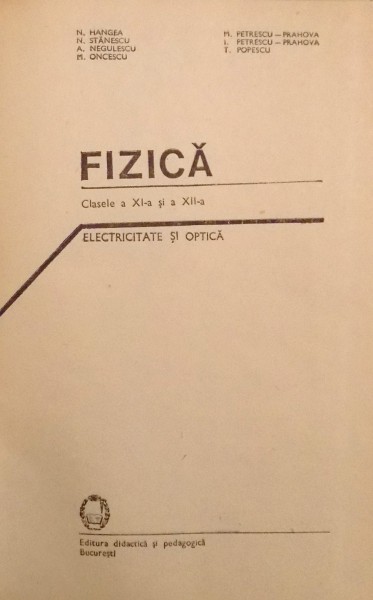 N. HANGEA
N. STĂNESCU
A. NEGULESCU
M. ONCESCU
M. PETRESCU — PRAHOVA
I. PETRESCU — PRAHOVA
T. POPESCU
FIZICĂ
Clasele a XI-a și a XII-a
ELECTRICITATE ȘI OPTICĂ
Editura didactică și pedagogică
București